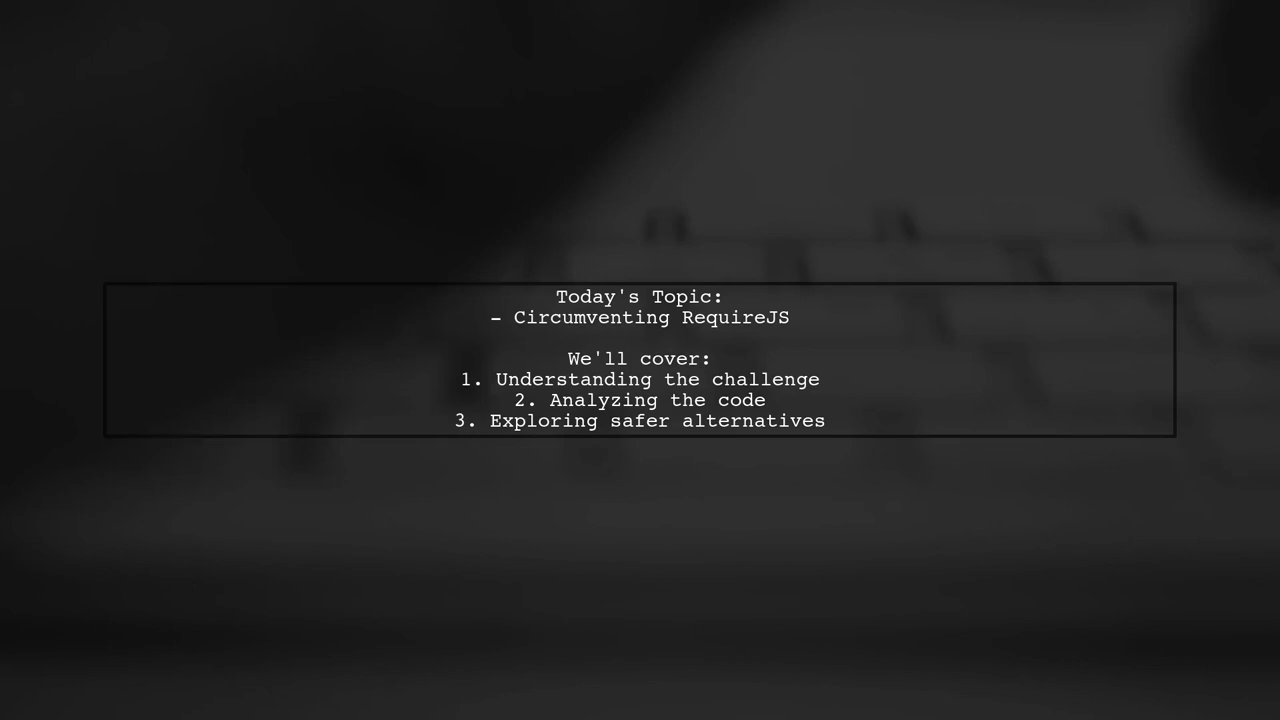 Today's Topic:
- Circumventing RequireJS
We'll cover:
1. Understanding the challenge
2. Analyzing the code
3. Exploring safer alternatives